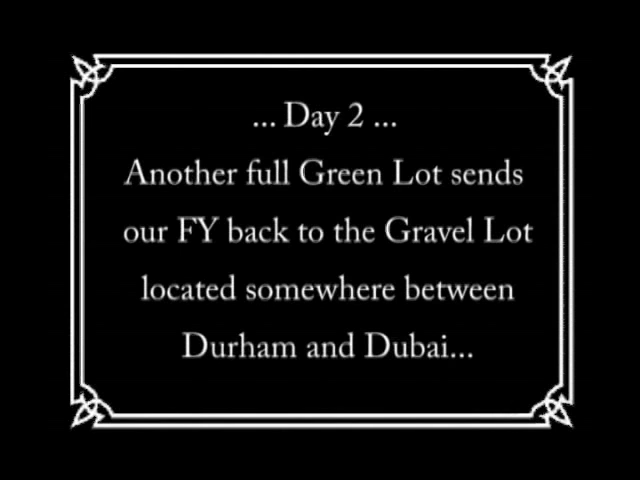 ... Day 2 ...
Another full Green Lot sends
our FY back to the Gravel Lot
located somewhere between
Durham and Dubai...